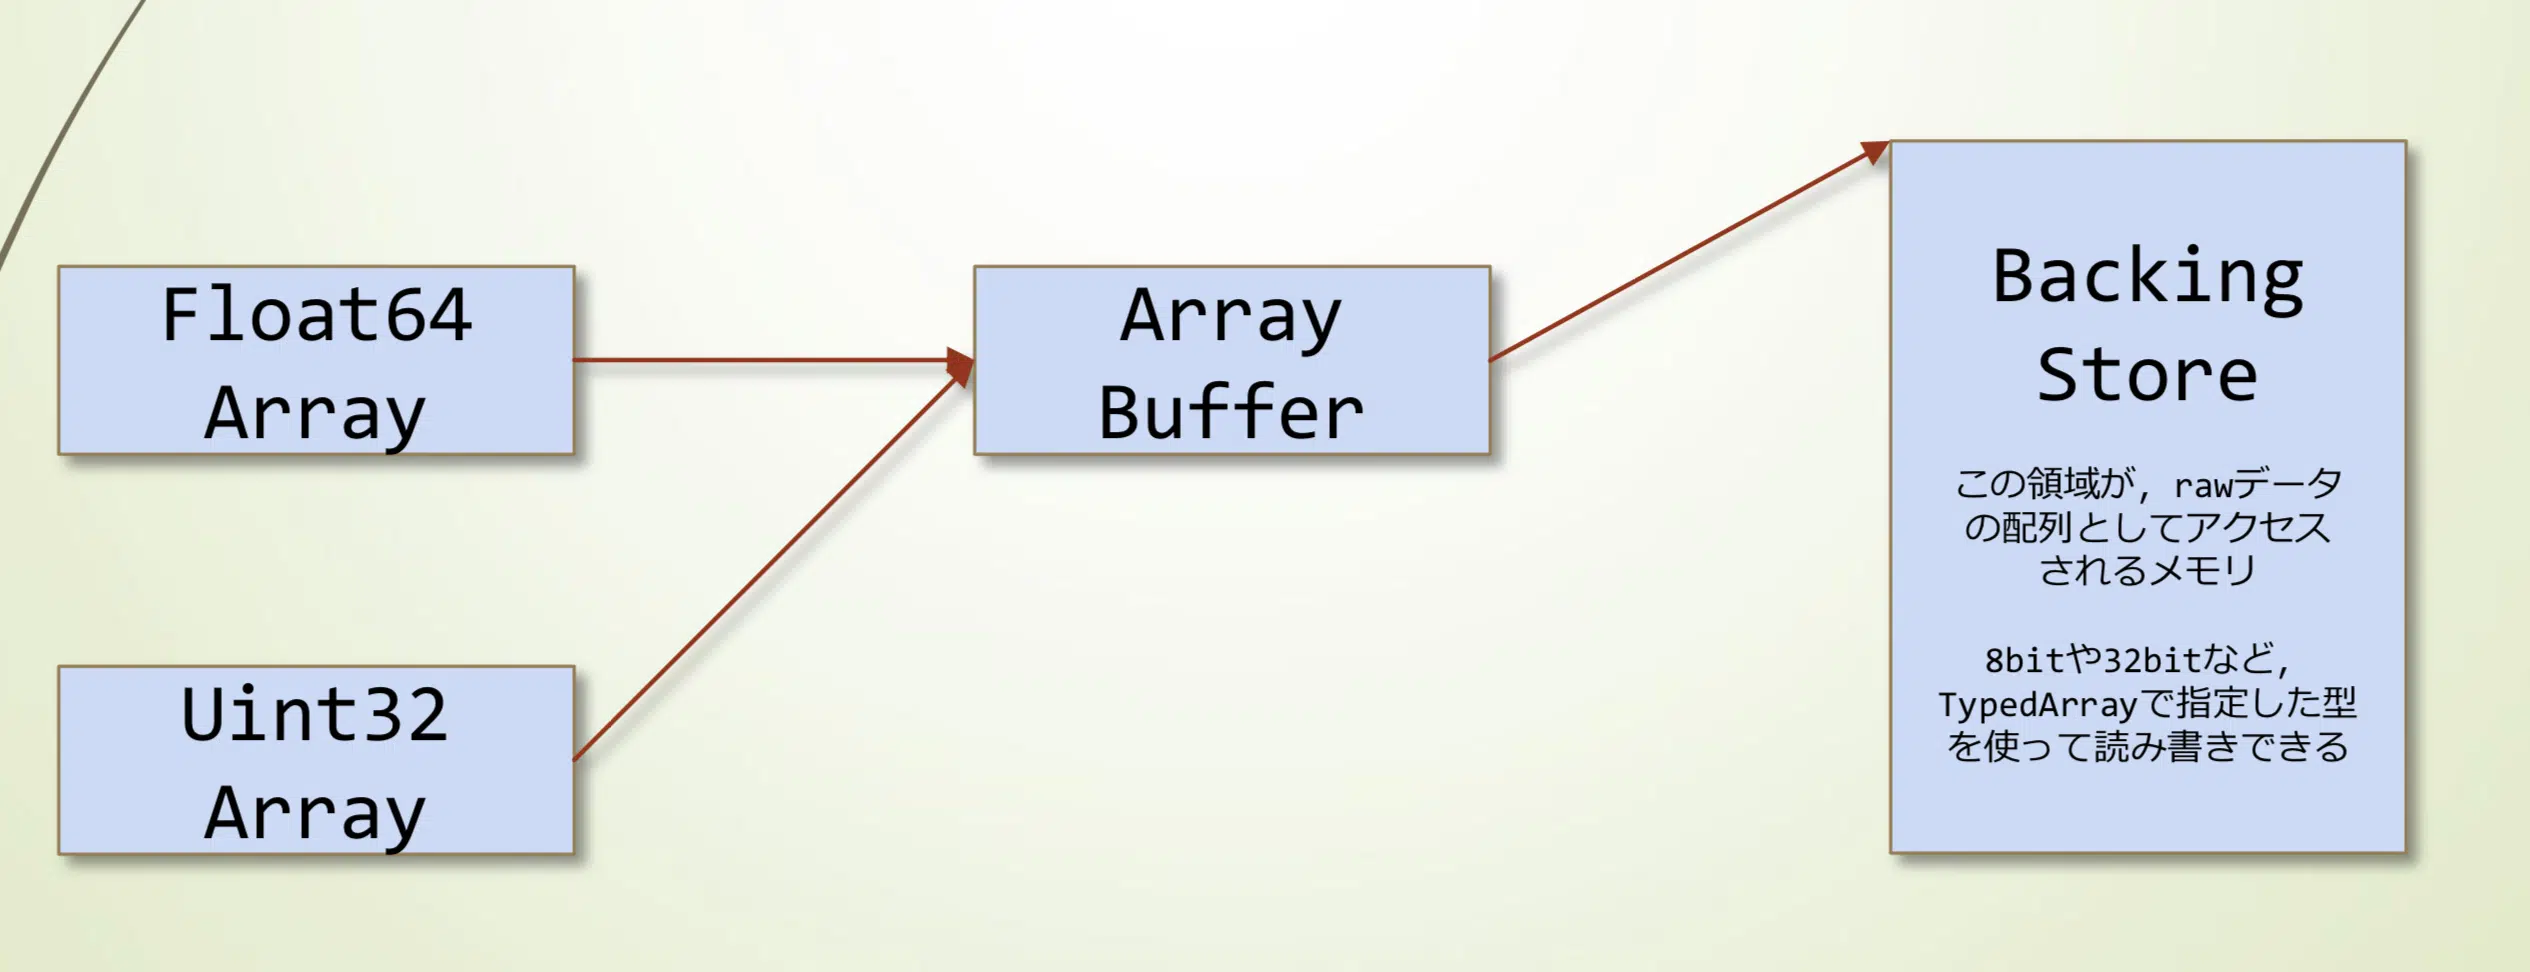 Float64
Array
Uint32
Array
Array
Buffer
Backing
Store
この領域が，rawデータ
の配列としてアクセス
されるメモリ
8bitや32bitなど，
TypedArrayで指定した型
を使って読み書きできる